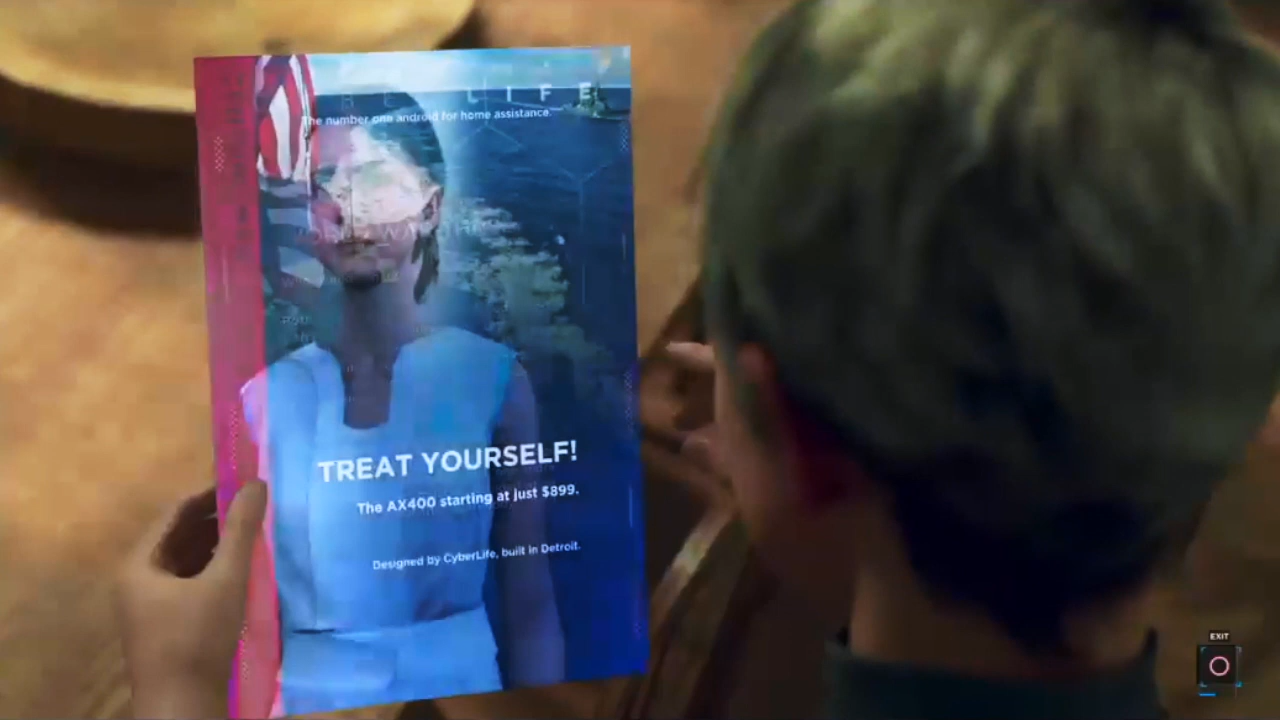 LIFE
The number one android for home assistance.
TREAT YOURSELF!
The AX400 starting at just $899.
Designed by CyberLife, built in Detroit.
EXIT